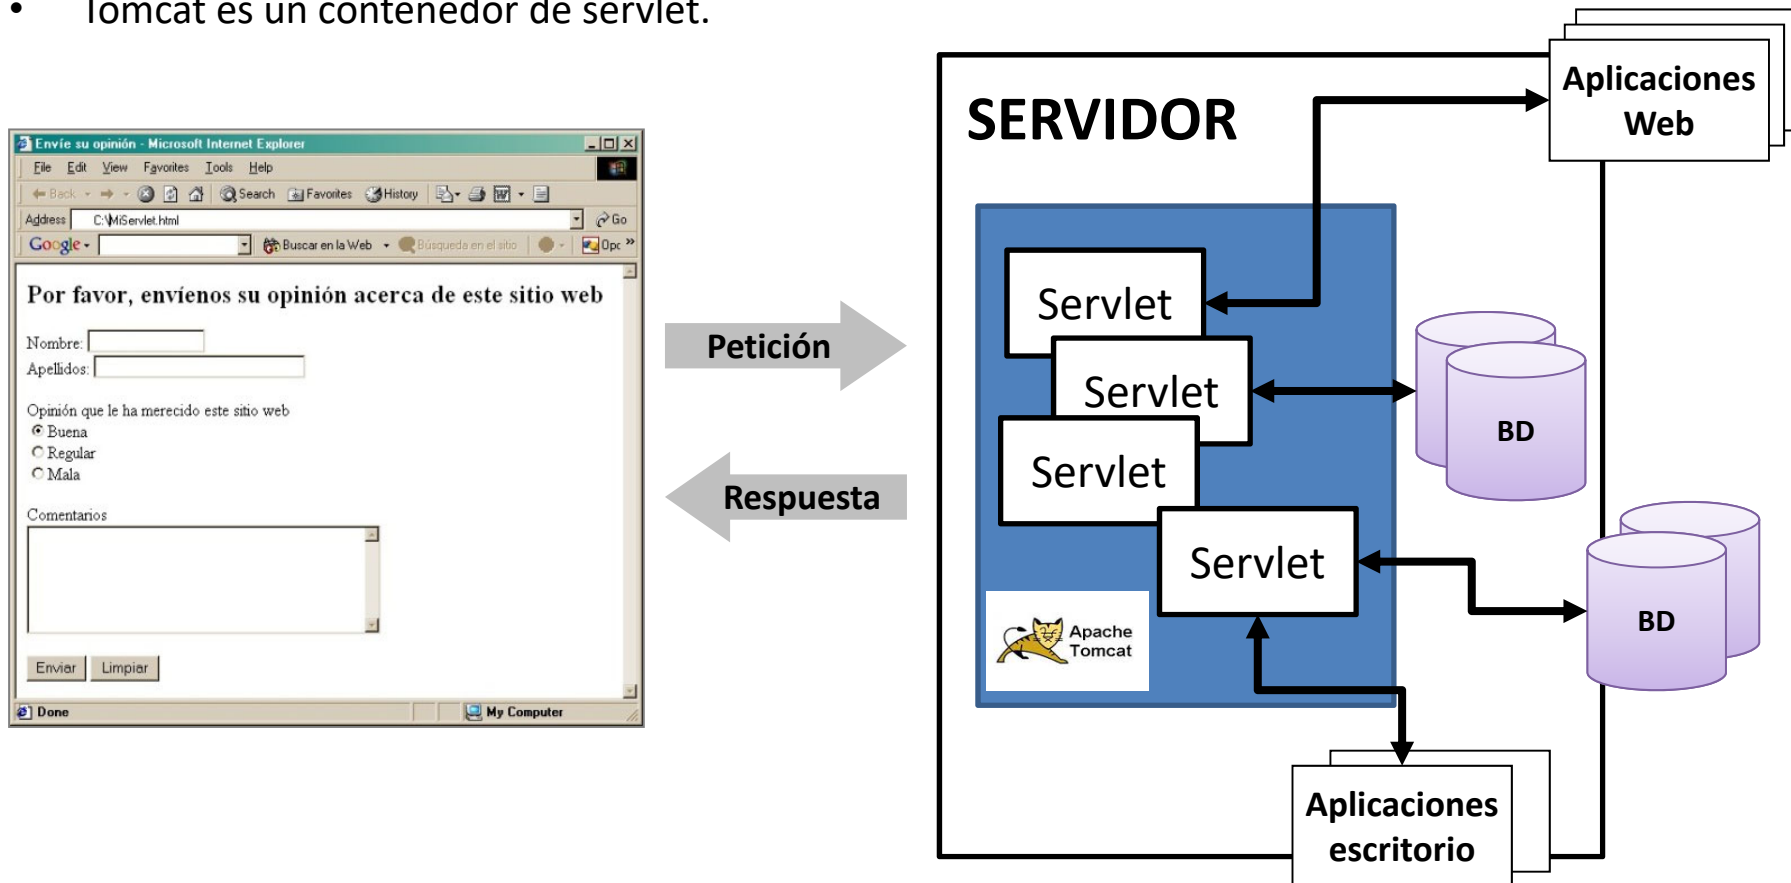 • Tomcat es un contenedor de servlet.
Envíe su opinión - Microsoft Internet Explorer
File Edit View Favorites Tools Help
Back Search Favorites History
Address C:\MiServlet.html Go
Google Buscar en la Web Búsqueda en el sitio Opc »
Por favor, envíenos su opinión acerca de este sitio web
Nombre:
Apellidos:
Opinión que le ha merecido este sitio web
Buena
Regular
Mala
Comentarios
Enviar Limpiar
Done My Computer
Petición
Respuesta
SERVIDOR
Aplicaciones
Web
Servlet
Servlet
Servlet
Servlet
BD
BD
Apache
Tomcat
Aplicaciones
escritorio